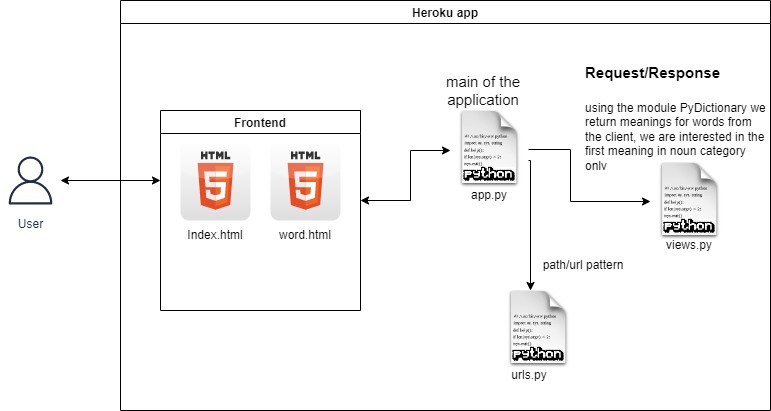 Heroku app
main of the
application
Request/Response
using the module PyDictionary we
return meanings for words from
the client, we are interested in the
first meaning in noun category
only
Frontend
HTML
5
HTML
5
Index.html
word.html
python
app.py
User
python
views.py
path/url pattern
python
urls.py